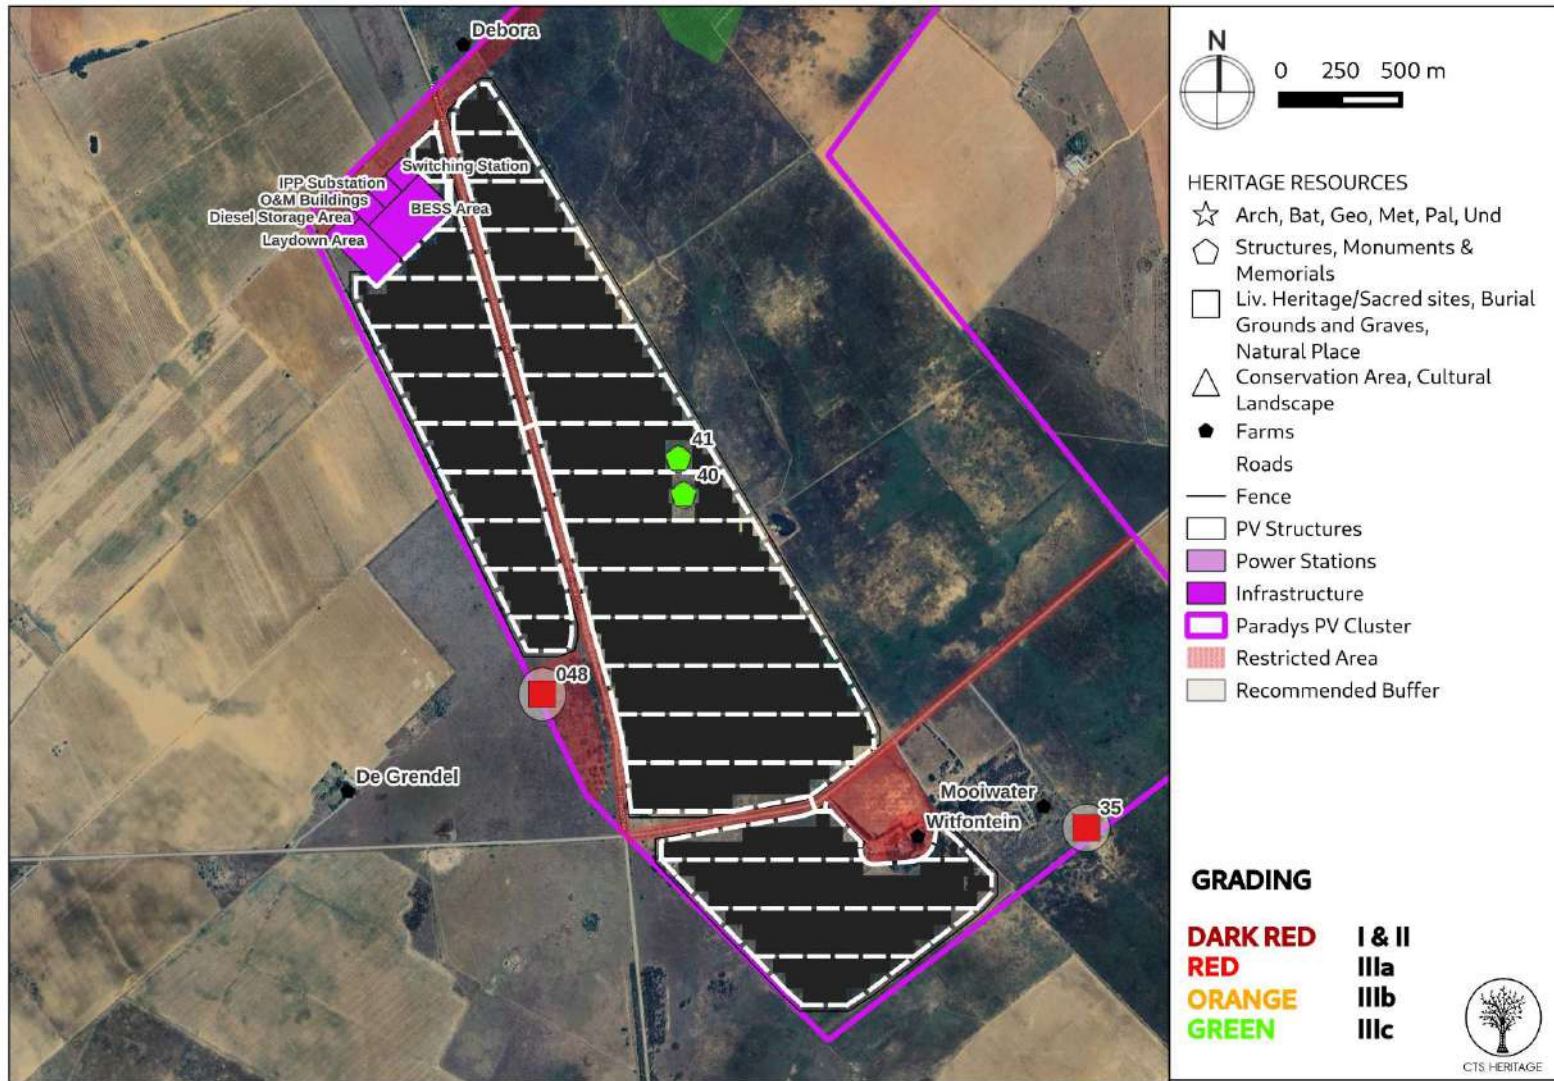 Debora
Switching Station
IPP Substation
O&M Buildings
BESS Area
Diesel Storage Area
Laydown Area
41
40
048
De Grendel
Mooiwater
35
Witfontein
N
0 250 500 m
HERITAGE RESOURCES
Arch, Bat, Geo, Met, Pal, Und
Structures, Monuments &
Memorials
Liv. Heritage/Sacred sites, Burial
Grounds and Graves,
Natural Place
Conservation Area, Cultural
Landscape
Farms
Roads
Fence
PV Structures
Power Stations
Infrastructure
Paradys PV Cluster
Restricted Area
Recommended Buffer
GRADING
DARK RED I & II
RED IIIa
ORANGE IIIb
GREEN IIIc
CTS HERITAGE